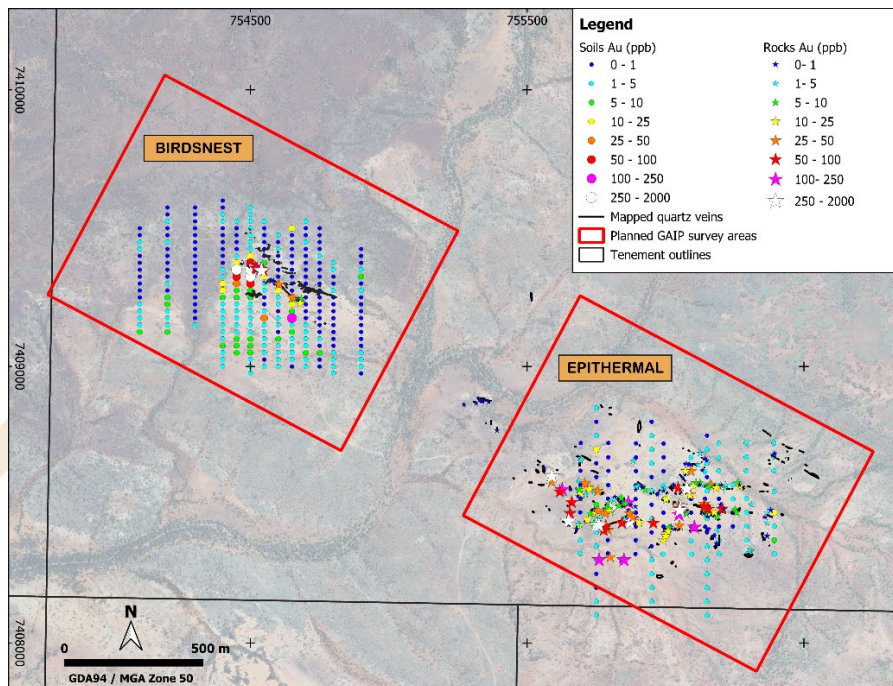 754500
755500
7410000
7409000
7408000
BIRDSNEST
EPITHERMAL
Legend
Soils Au (ppb)
0 - 1
1 - 5
5 - 10
10 - 25
25 - 50
50 - 100
100 - 250
250 - 2000
Rocks Au (ppb)
0- 1
1 - 5
5 - 10
10 - 25
25 - 50
50 - 100
100- 250
250 - 2000
Mapped quartz veins
Planned GAIP survey areas
Tenement outlines
N
0 500 m
GDA94 / MGA Zone 50